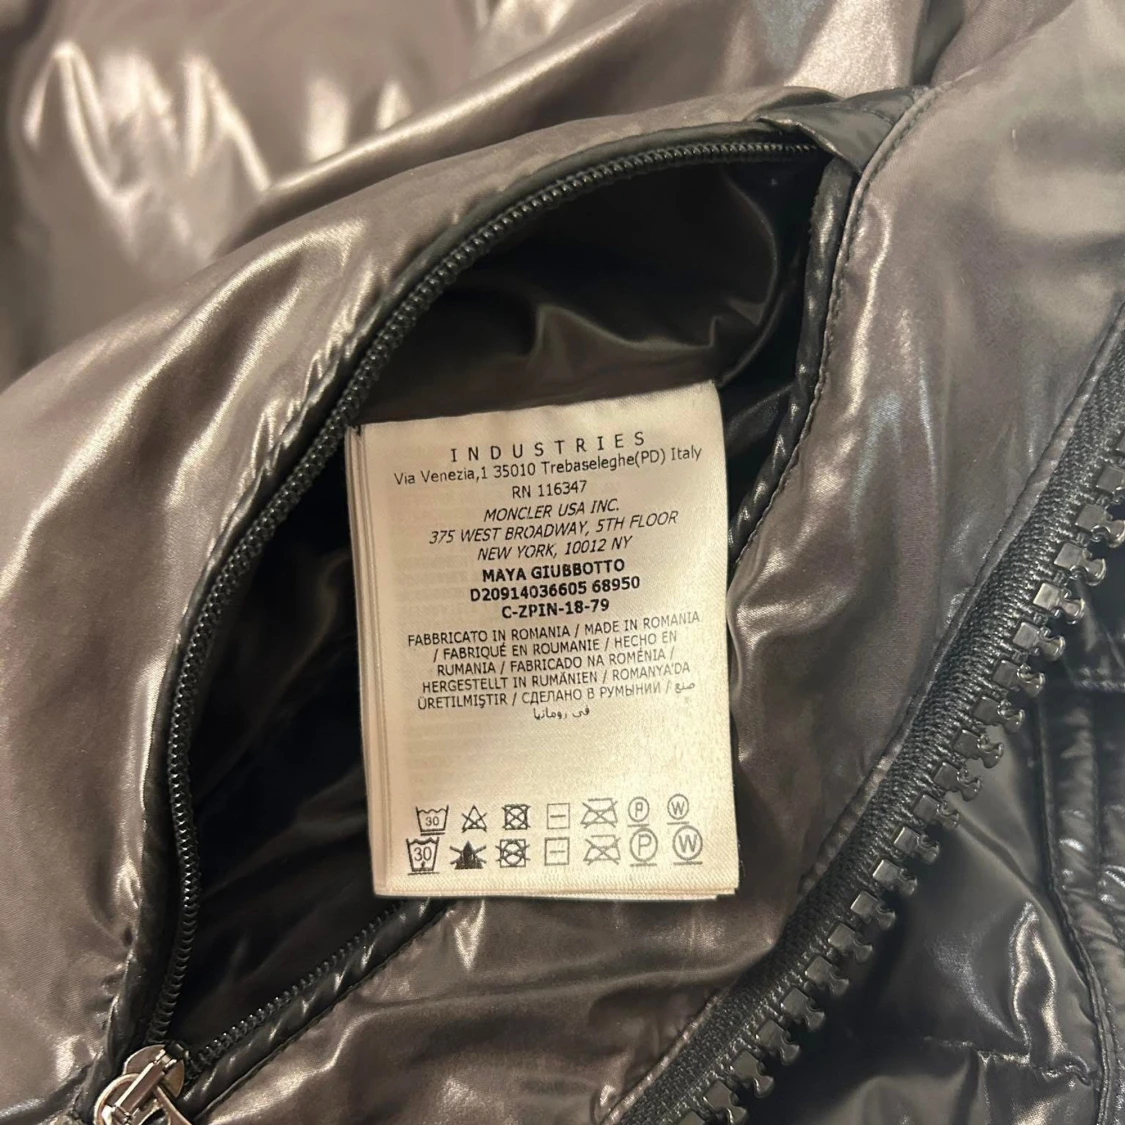 INDUSTRIES
Via Venezia,1 35010 Trebaseleghe(PD) Italy
RN 116347
MONCLER USA INC.
375 WEST BROADWAY, 5TH FLOOR
NEW YORK, 10012 NY
MAYA GIUBBOTTO
D20914036605 68950
C-ZPIN-18-79
FABBRICATO IN ROMANIA / MADE IN ROMANIA
/ FABRIQUÉ EN ROUMANIE / HECHO EN
RUMANIA / FABRICADO NA ROMÊNIA /
HERGESTELLT IN RUMÄNIEN / ROMANYA'DA
ÜRETILMIŞTIR / СДЕЛАНО В РУМЫНИИ / صنع
في رومانيا
30 P W
30 P W